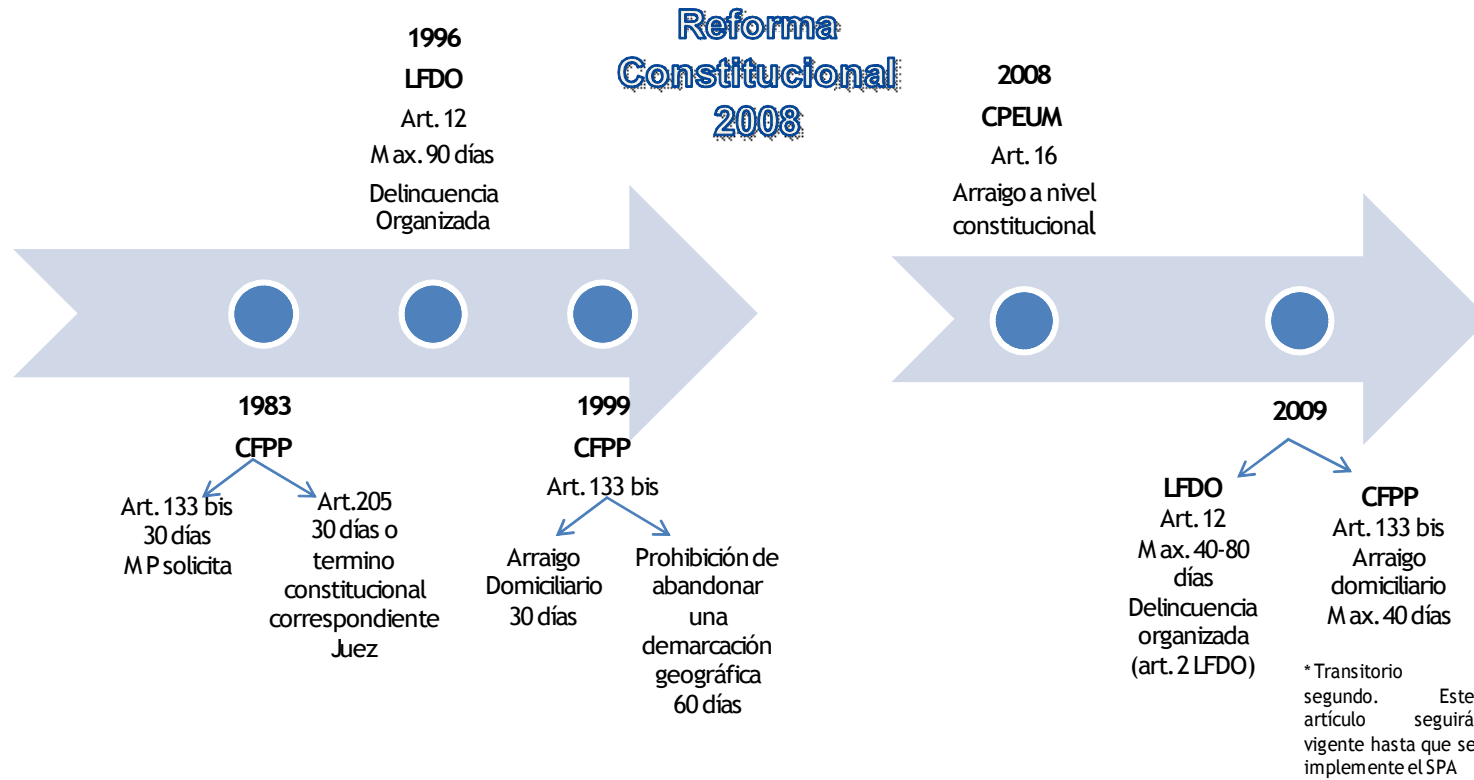 Reforma
Constitucional
2008
1996
LFDO
Art. 12
Max. 90 días
Delincuencia
Organizada
1983
CFPP
Art. 133 bis
30 días
MP solicita
Art.205
30 días o
termino
constitucional
correspondiente
Juez
1999
CFPP
Art. 133 bis
Arraigo
Domiciliario
30 días
Prohibición de
abandonar
una
demarcación
geográfica
60 días
2008
CPEUM
Art. 16
Arraigo a nivel
constitucional
2009
LFDO
Art. 12
Max. 40-80
días
Delincuencia
organizada
(art. 2 LFDO)
CFPP
Art. 133 bis
Arraigo
domiciliario
Max. 40 días
* Transitorio
segundo. Este
artículo seguirá
vigente hasta que se
implemente el SPA